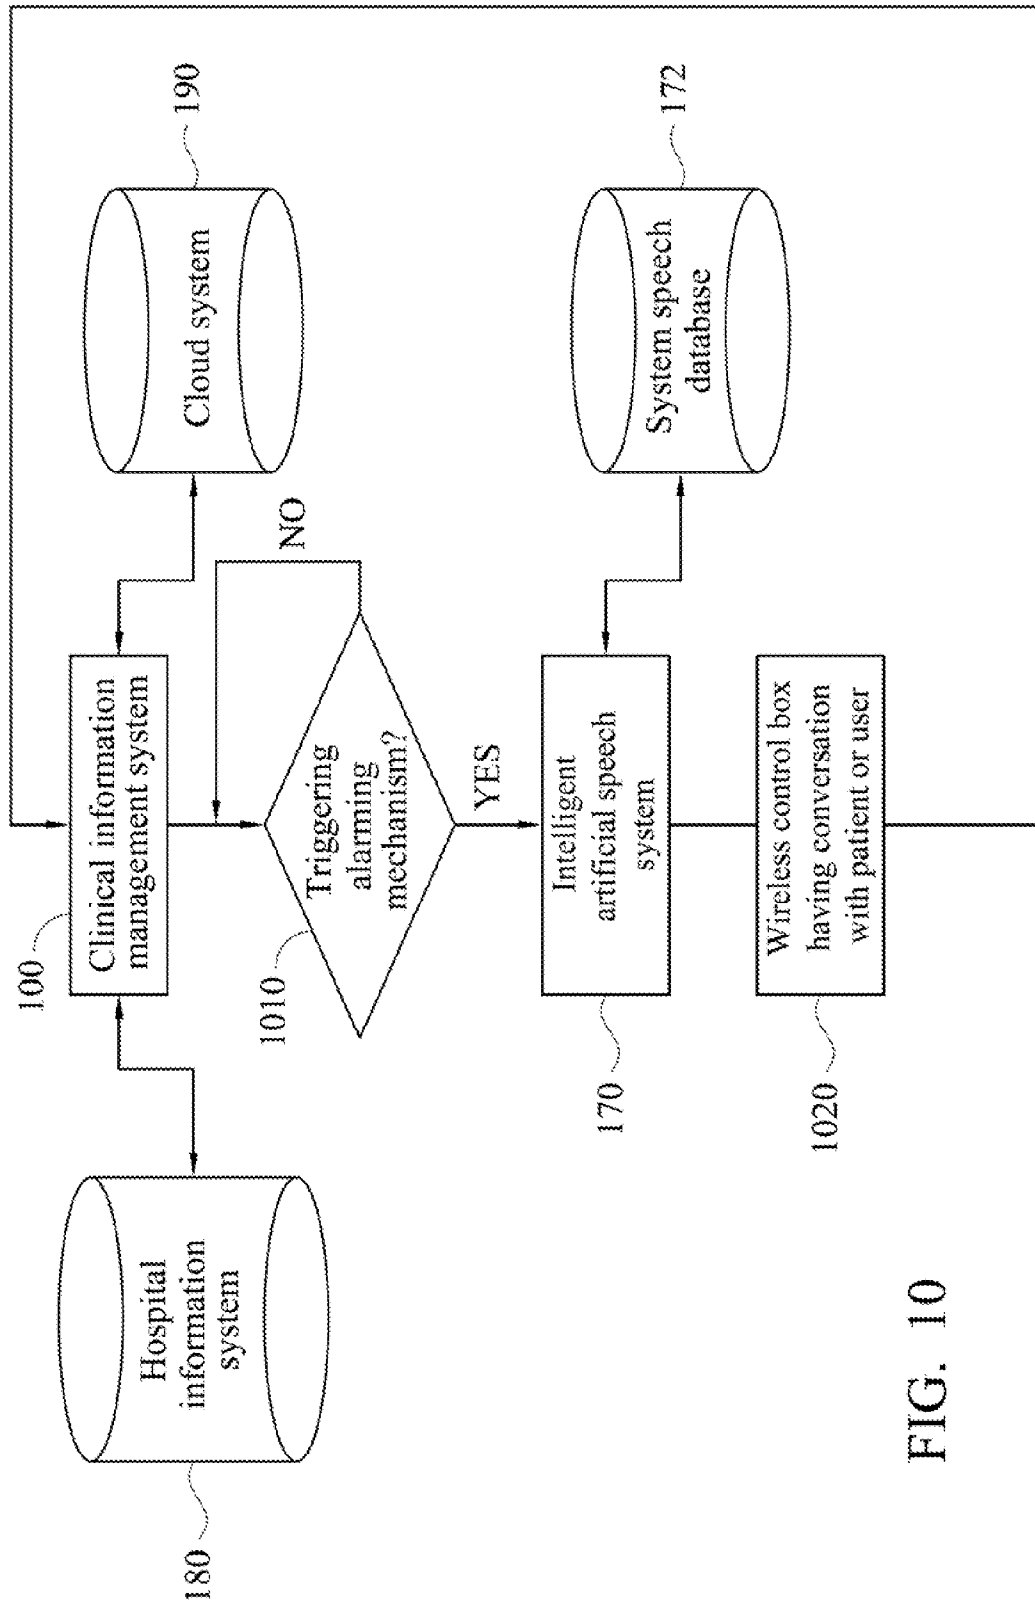 100
Clinical information
management system
190
Cloud system
180
Hospital
information
system
1010
Triggering
alarming
mechanism?
NO
YES
170
Intelligent
artificial speech
system
172
System speech
database
1020
Wireless control box
having conversation
with patient or user
FIG. 10